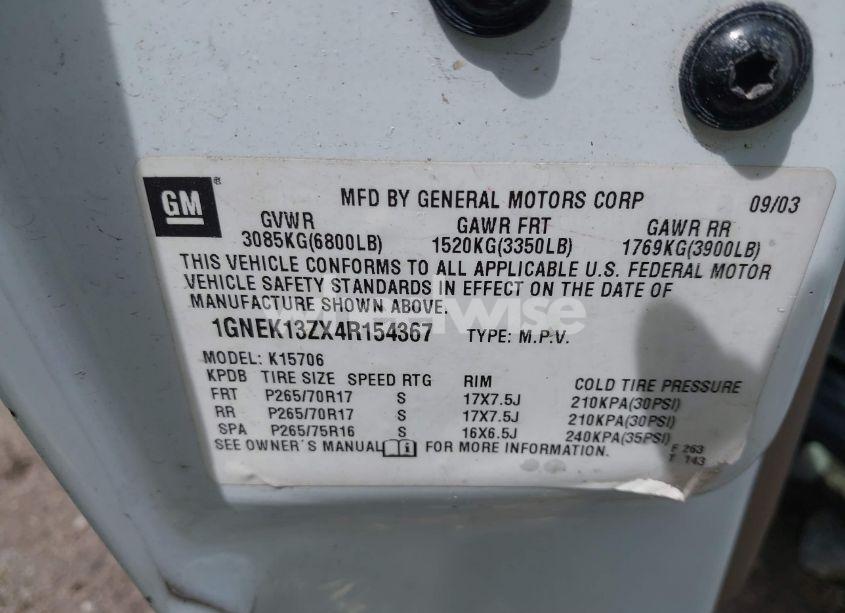 GM ® MFD BY GENERAL MOTORS CORP 09/03
GVWR GAWR FRT GAWR RR
3085KG(6800LB) 1520KG(3350LB) 1769KG(3900LB)
THIS VEHICLE CONFORMS TO ALL APPLICABLE U.S. FEDERAL MOTOR
VEHICLE SAFETY STANDARDS IN EFFECT ON THE DATE OF
MANUFACTURE SHOWN ABOVE.
1GNEK13ZX4R154367 TYPE: M.P.V.
MODEL: K15706
KPDB TIRE SIZE SPEED RTG RIM COLD TIRE PRESSURE
FRT P265/70R17 S 17X7.5J 210KPA(30PSI)
RR P265/70R17 S 17X7.5J 210KPA(30PSI)
SPA P265/75R16 S 16X6.5J 240KPA(35PSI)
SEE OWNER'S MANUAL FOR MORE INFORMATION.
F 263
T 743